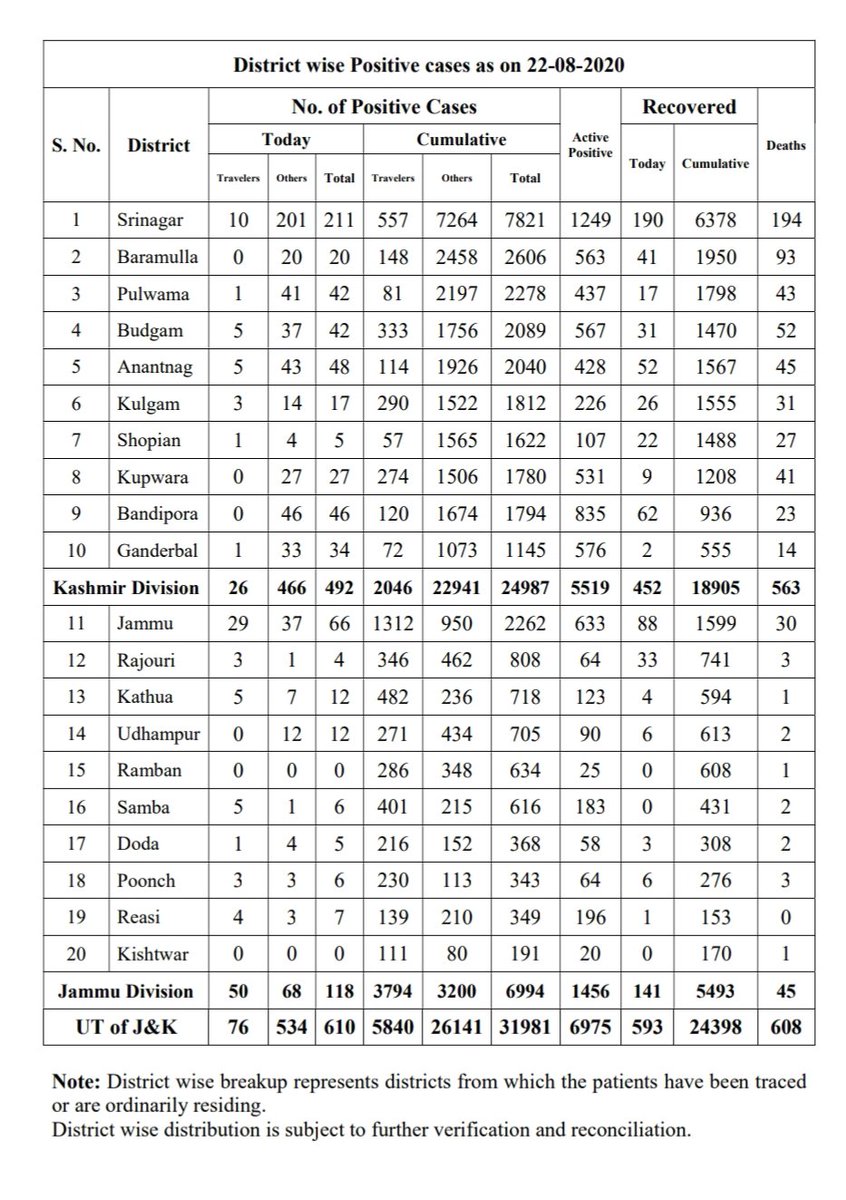 District wise Positive cases as on 22-08-2020
S. No. District No. of Positive Cases Active Positive Recovered Deaths
Today Cumulative Today Cumulative
Travelers Others Total Travelers Others Total
1 Srinagar 10 201 211 557 7264 7821 1249 190 6378 194
2 Baramulla 0 20 20 148 2458 2606 563 41 1950 93
3 Pulwama 1 41 42 81 2197 2278 437 17 1798 43
4 Budgam 5 37 42 333 1756 2089 567 31 1470 52
5 Anantnag 5 43 48 114 1926 2040 428 52 1567 45
6 Kulgam 3 14 17 290 1522 1812 226 26 1555 31
7 Shopian 1 4 5 57 1565 1622 107 22 1488 27
8 Kupwara 0 27 27 274 1506 1780 531 9 1208 41
9 Bandipora 0 46 46 120 1674 1794 835 62 936 23
10 Ganderbal 1 33 34 72 1073 1145 576 2 555 14
Kashmir Division 26 466 492 2046 22941 24987 5519 452 18905 563
11 Jammu 29 37 66 1312 950 2262 633 88 1599 30
12 Rajouri 3 1 4 346 462 808 64 33 741 3
13 Kathua 5 7 12 482 236 718 123 4 594 1
14 Udhampur 0 12 12 271 434 705 90 6 613 2
15 Ramban 0 0 0 286 348 634 25 0 608 1
16 Samba 5 1 6 401 215 616 183 0 431 2
17 Doda 1 4 5 216 152 368 58 3 308 2
18 Poonch 3 3 6 230 113 343 64 6 276 3
19 Reasi 4 3 7 139 210 349 196 1 153 0
20 Kishtwar 0 0 0 111 80 191 20 0 170 1
Jammu Division 50 68 118 3794 3200 6994 1456 141 5493 45
UT of J&K 76 534 610 5840 26141 31981 6975 593 24398 608
Note: District wise breakup represents districts from which the patients have been traced
or are ordinarily residing.
District wise distribution is subject to further verification and reconciliation.